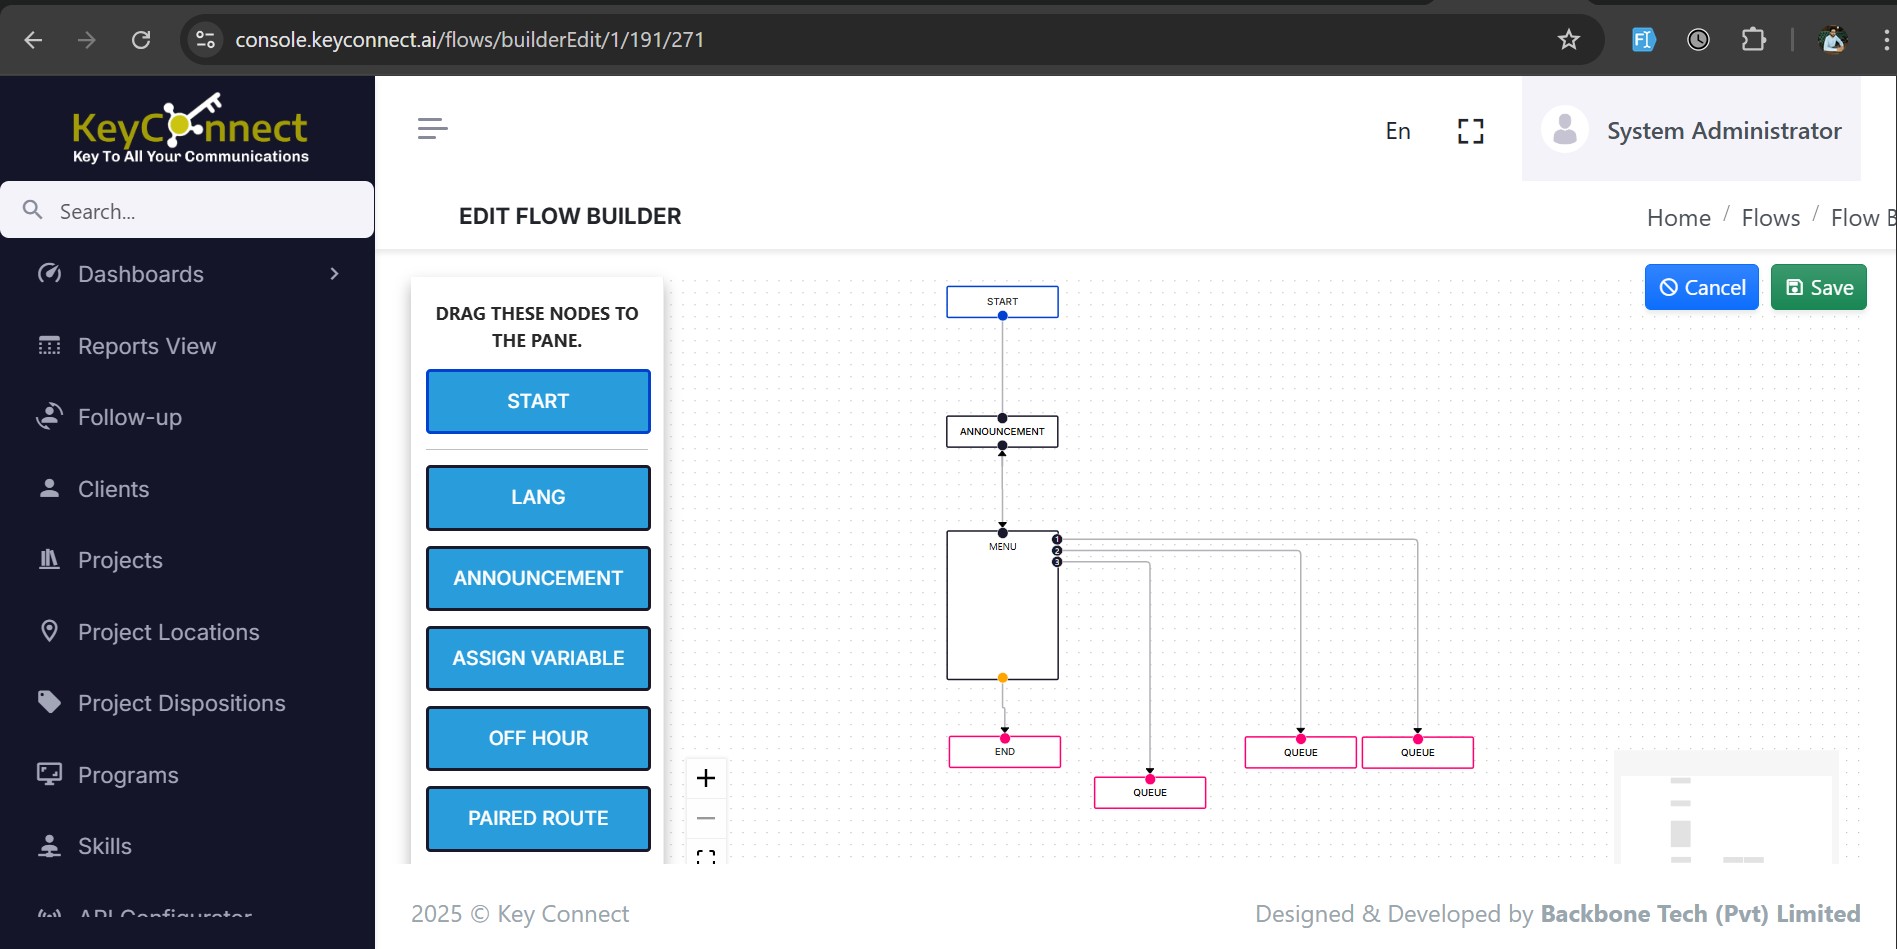 console.keyconnect.ai/flows/builderEdit/1/191/271
KeyConnect
Key To All Your Communications
Search...
Dashboards
Reports View
Follow-up
Clients
Projects
Project Locations
Project Dispositions
Programs
Skills
API Configurator
En
System Administrator
EDIT FLOW BUILDER
Home / Flows / Flow B
Cancel
Save
DRAG THESE NODES TO
THE PANE.
START
LANG
ANNOUNCEMENT
ASSIGN VARIABLE
OFF HOUR
PAIRED ROUTE
START
ANNOUNCEMENT
MENU
1
2
3
END
QUEUE
QUEUE
QUEUE
2025 © Key Connect
Designed & Developed by Backbone Tech (Pvt) Limited